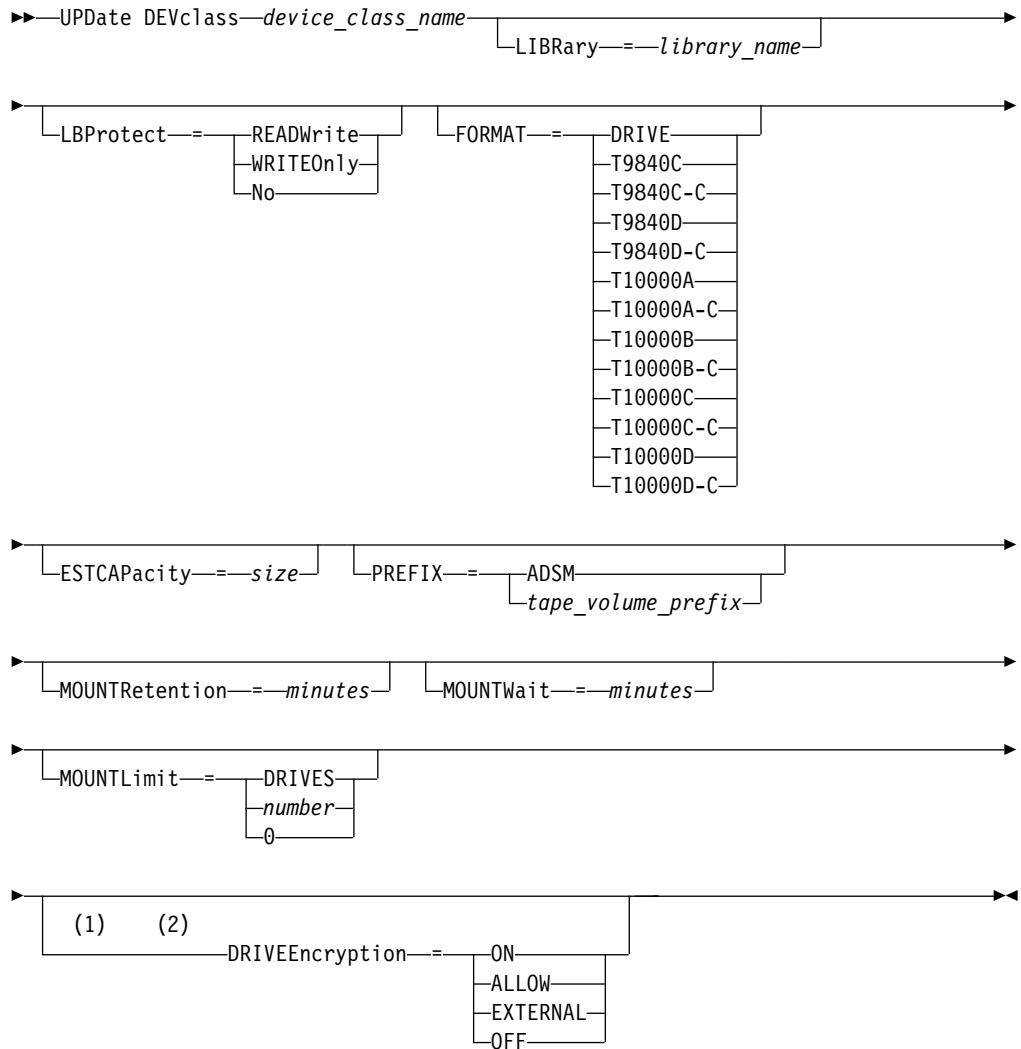 UPDate DEVclass device_class_name
LIBRary = library_name
LBProtect = READWrite FORMAT = DRIVE
WRITEOnly T9840C
No T9840C-C
T9840D
T9840D-C
T10000A
T10000A-C
T10000B
T10000B-C
T10000C
T10000C-C
T10000D
T10000D-C
ESTCAPacity = size PREFIX = ADSM
tape_volume_prefix
MOUNTRetention = minutes MOUNTWait = minutes
MOUNTLimit = DRIVES
number
0
(1) (2)
DRIVEEncryption = ON
ALLOW
EXTERNAL
OFF